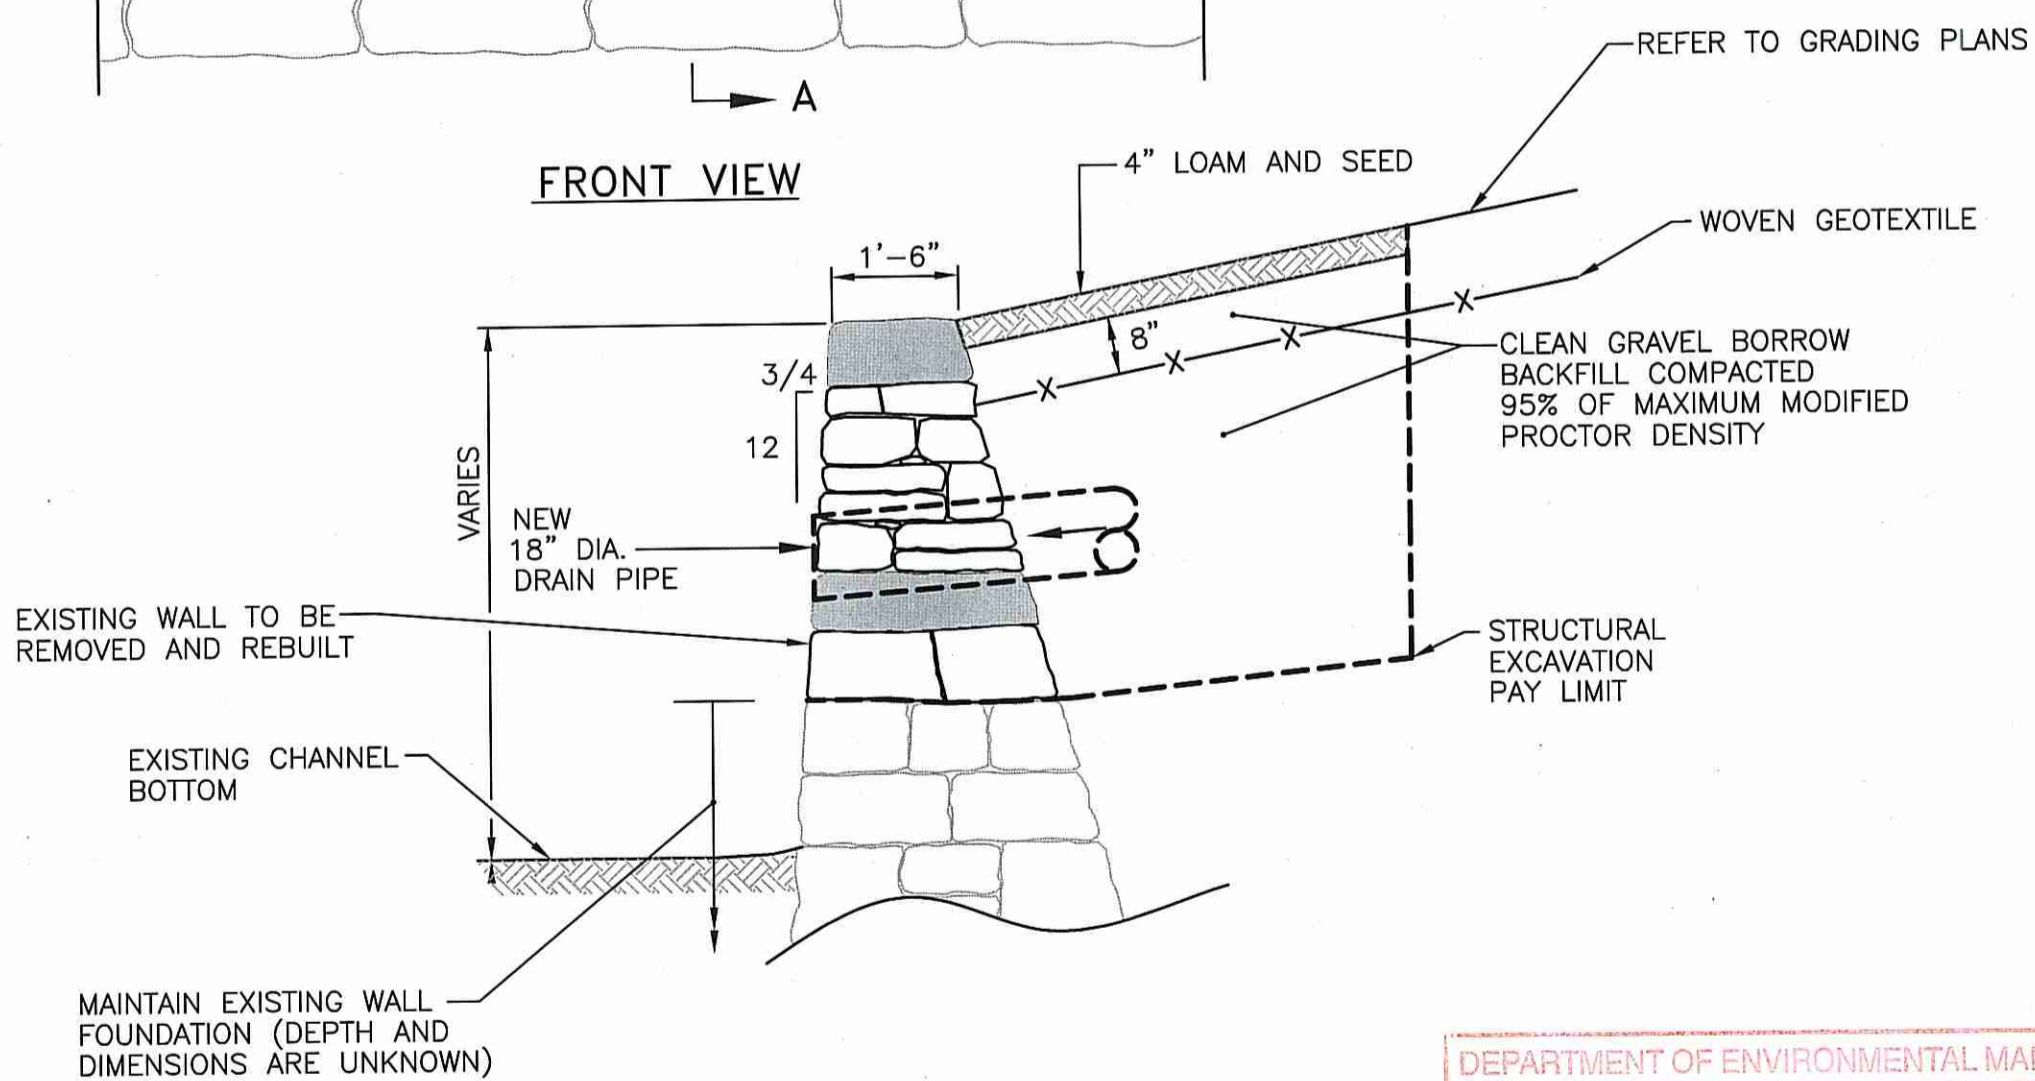 REFER TO GRADING PLANS
A
FRONT VIEW
4" LOAM AND SEED
WOVEN GEOTEXTILE
1'-6"
8"
CLEAN GRAVEL BORROW
BACKFILL COMPACTED
95% OF MAXIMUM MODIFIED
PROCTOR DENSITY
3/4
12
VARIES
NEW
18" DIA.
DRAIN PIPE
EXISTING WALL TO BE
REMOVED AND REBUILT
STRUCTURAL
EXCAVATION
PAY LIMIT
EXISTING CHANNEL
BOTTOM
MAINTAIN EXISTING WALL
FOUNDATION (DEPTH AND
DIMENSIONS ARE UNKNOWN)
DEPARTMENT OF ENVIRONMENTAL